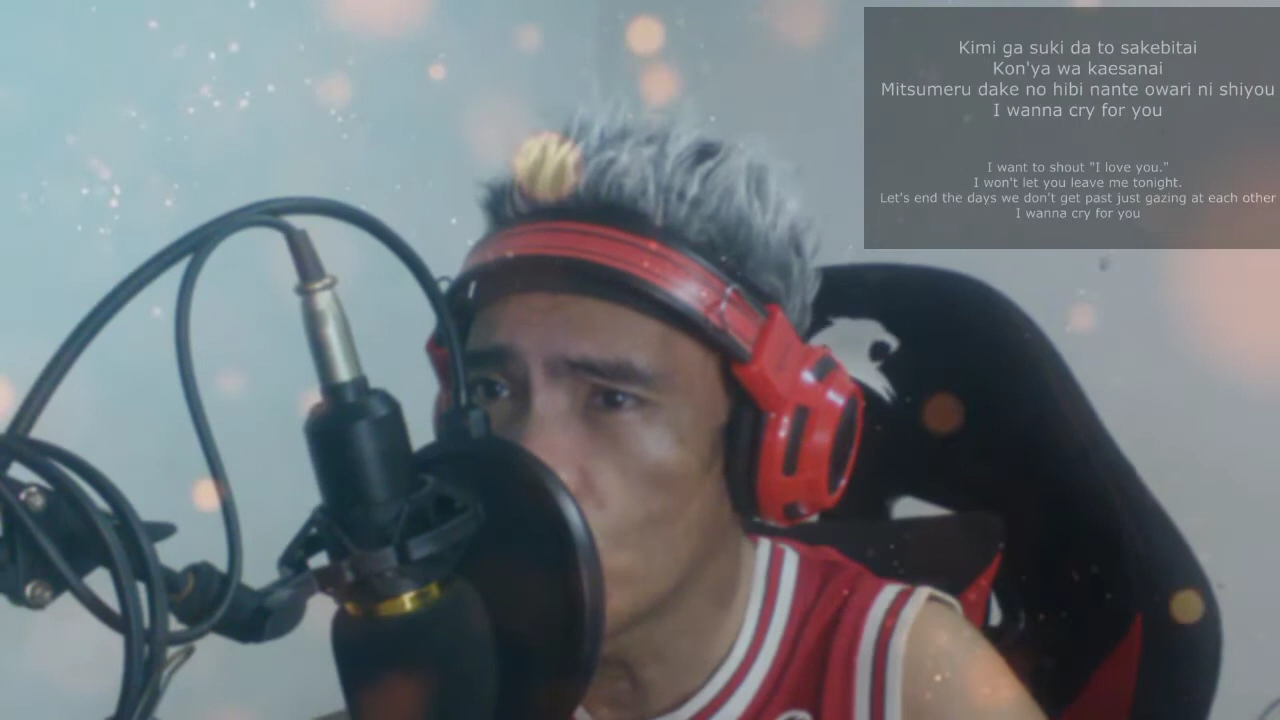 Kimi ga suki da to sakebitai
Kon'ya wa kaesanai
Mitsumeru dake no hibi nante owari ni shiyou
I wanna cry for you
I want to shout "I love you."
I won't let you leave me tonight.
Let's end the days we don't get past just gazing at each other
I wanna cry for you